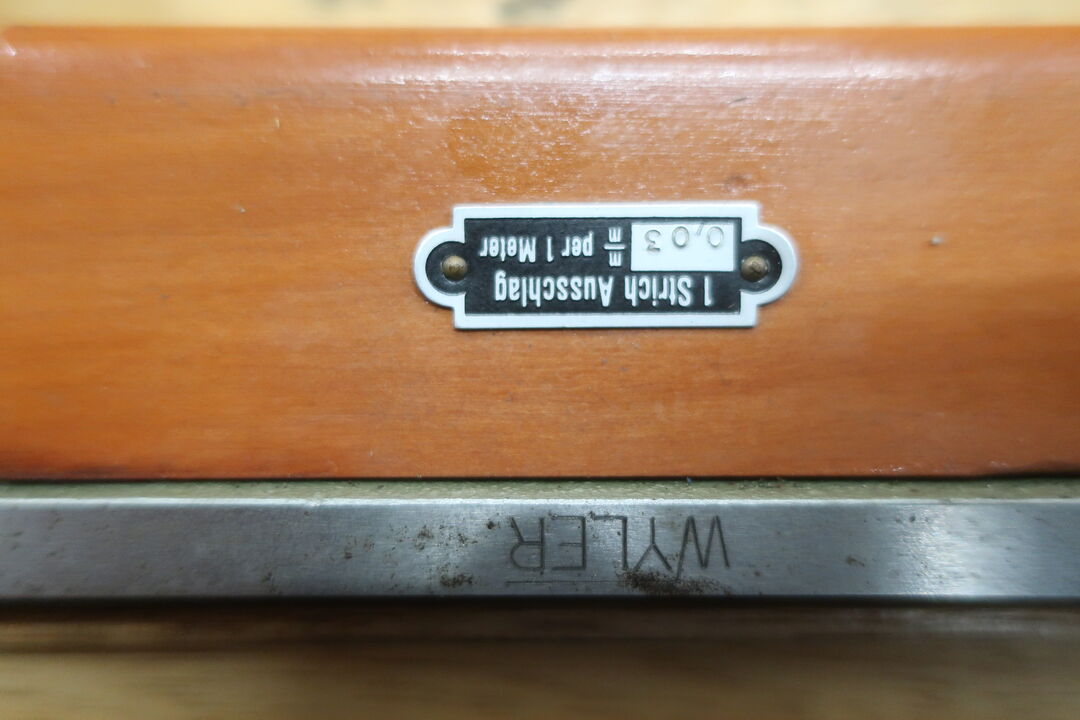 1 Strich Ausschlag
0,03 m/m per 1 Meter
WYLER